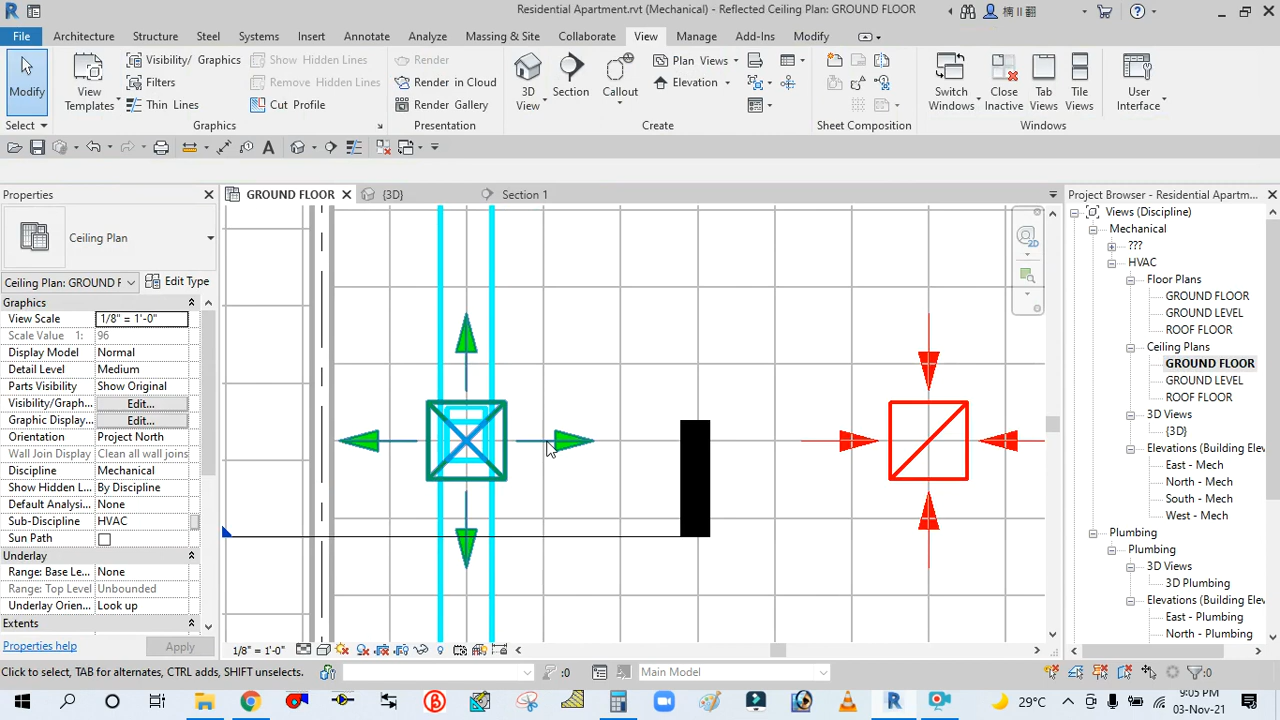 Residential Apartment.rvt (Mechanical) - Reflected Ceiling Plan: GROUND FLOOR
File Architecture Structure Steel Systems Insert Annotate Analyze Massing & Site Collaborate View Manage Add-Ins Modify
Modify
View Templates
Visibility/ Graphics
Filters
Thin Lines
Show Hidden Lines
Remove Hidden Lines
Cut Profile
Render
Render in Cloud
Render Gallery
3D View
Section
Callout
Plan Views
Elevation
Switch Windows
Close Inactive
Tab Views
Tile Views
User Interface
Select
Graphics
Presentation
Create
Sheet Composition
Windows
Properties
GROUND FLOOR
{3D}
Section 1
Project Browser - Residential Apartm...
Ceiling Plan
Ceiling Plan: GROUND F
Edit Type
Graphics
View Scale 1/8" = 1'-0"
Scale Value 1: 96
Display Model Normal
Detail Level Medium
Parts Visibility Show Original
Visibility/Graph... Edit...
Graphic Display... Edit...
Orientation Project North
Wall Join Display Clean all wall joins
Discipline Mechanical
Show Hidden L... By Discipline
Default Analysi... None
Sub-Discipline HVAC
Sun Path
Underlay
Range: Base Le... None
Range: Top Level Unbounded
Underlay Orien... Look up
Extents
Properties help
Apply
2D
Views (Discipline)
Mechanical
???
HVAC
Floor Plans
GROUND FLOOR
GROUND LEVEL
ROOF FLOOR
Ceiling Plans
GROUND FLOOR
GROUND LEVEL
ROOF FLOOR
3D Views
{3D}
Elevations (Building Elev
East - Mech
North - Mech
South - Mech
West - Mech
Plumbing
Plumbing
3D Views
3D Plumbing
Elevations (Building Elev
East - Plumbing
North - Plumbing
1/8" = 1'-0"
Click to select, TAB for alternates, CTRL adds, SHIFT unselects.
:0
Main Model
:0
29°C
9:05 PM
03-Nov-21